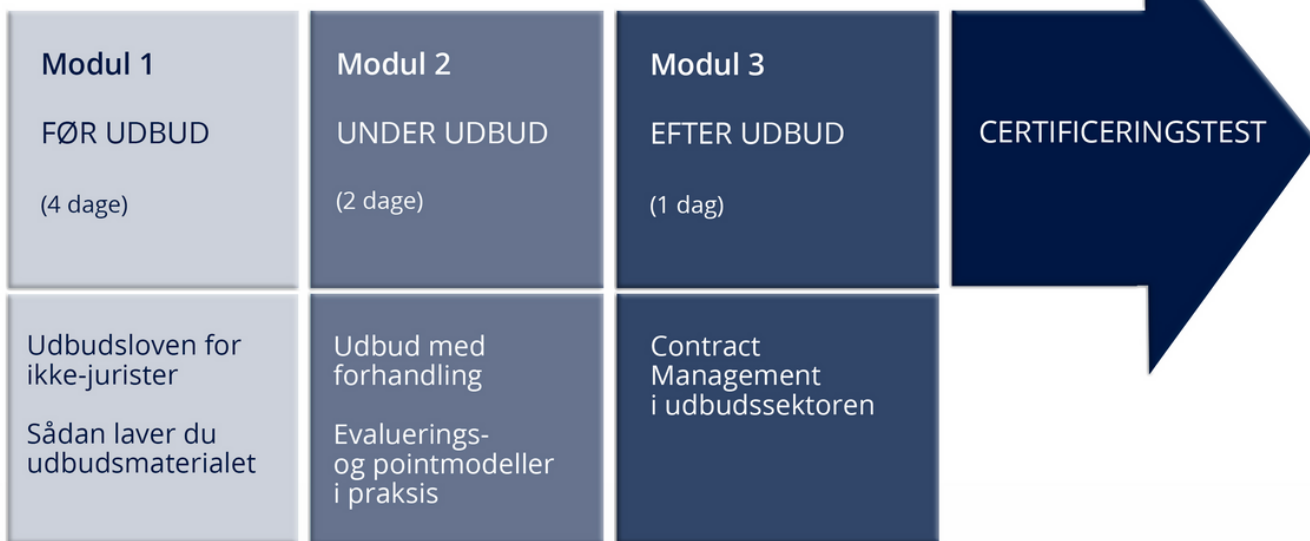 Modul 1
FØR UDBUD
(4 dage)
Modul 2
UNDER UDBUD
(2 dage)
Modul 3
EFTER UDBUD
(1 dag)
CERTIFICERINGSTEST
Udbudsloven for
ikke-jurister
Sådan laver du
udbudsmaterialet
Udbud med
forhandling
Evaluerings-
og pointmodeller
i praksis
Contract
Management
i udbudssektoren